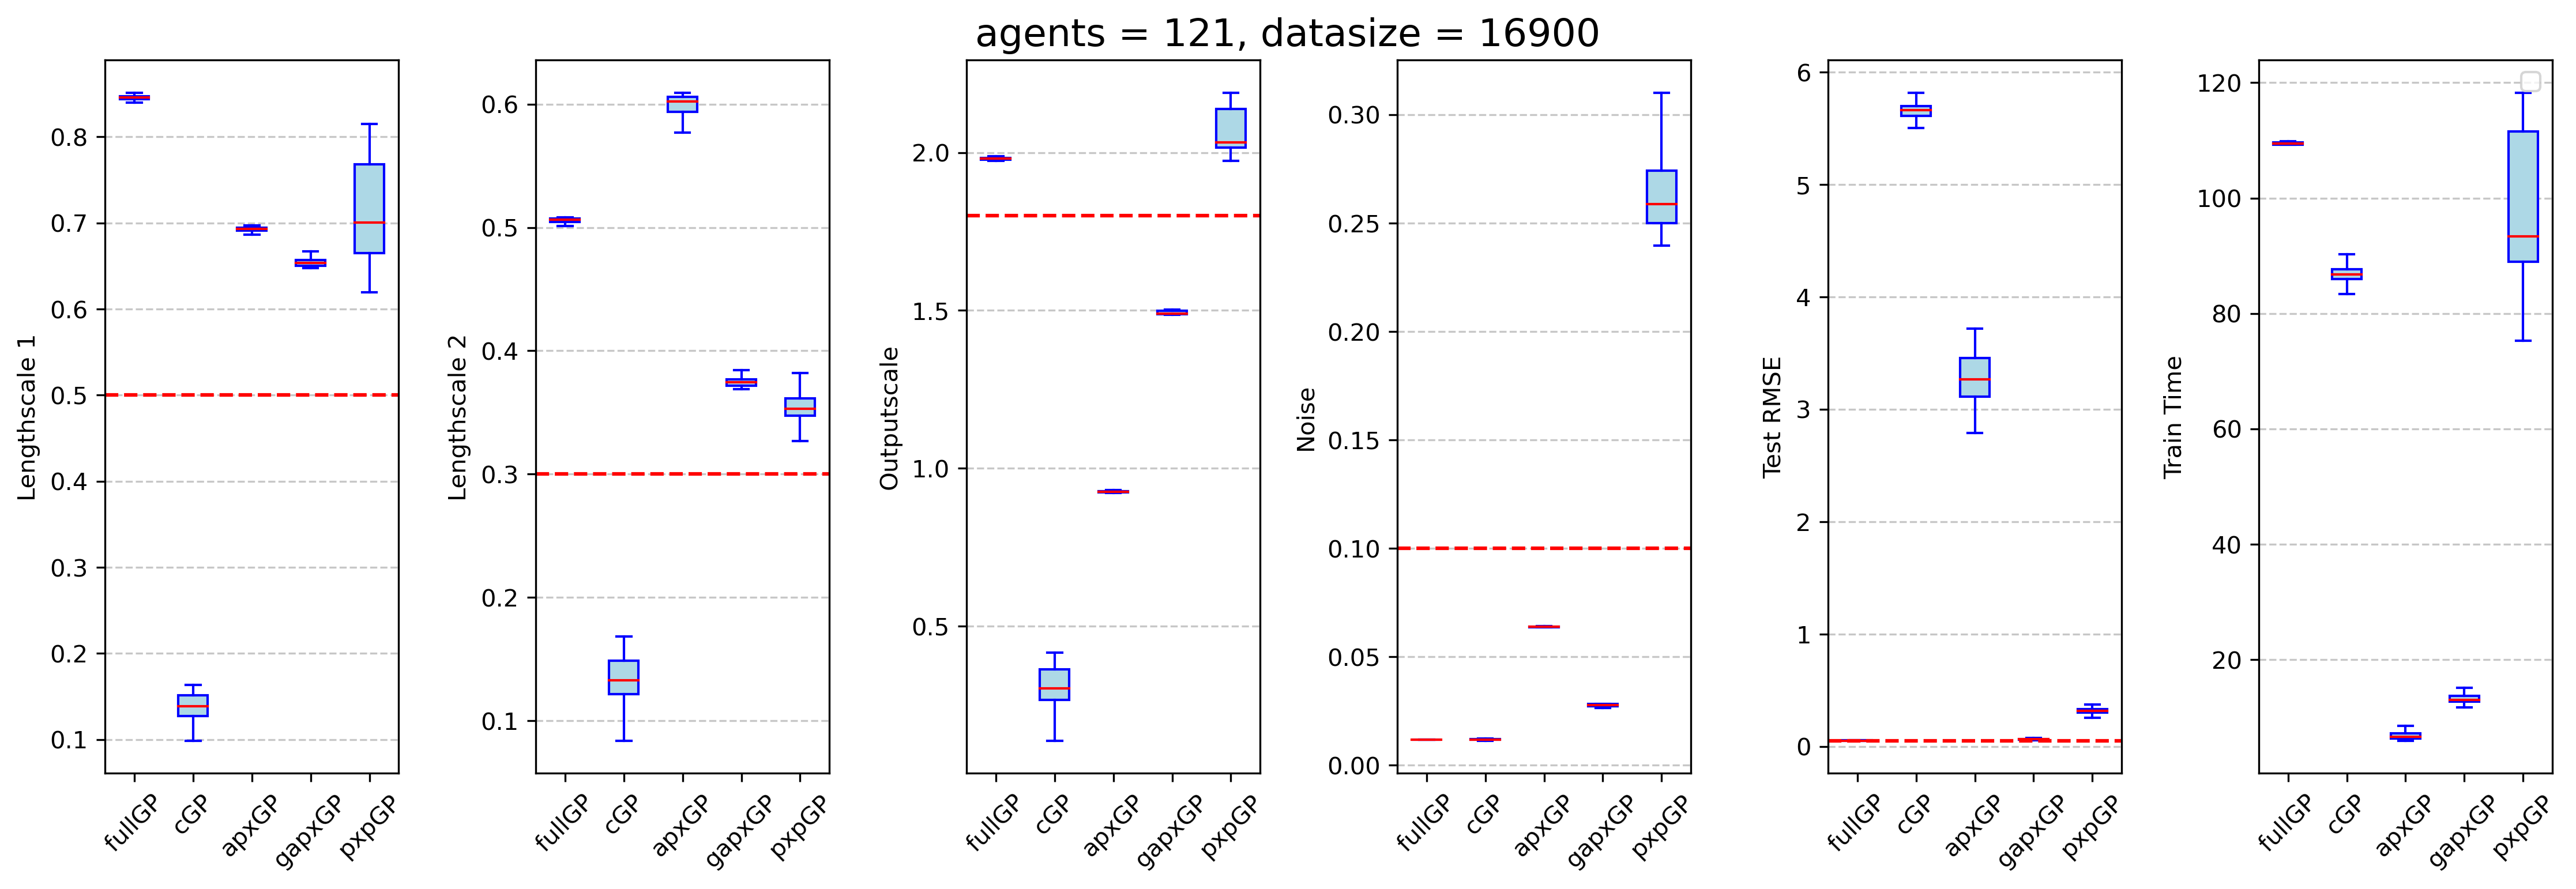 agents = 121, datasize = 16900
Lengthscale 1
0.8
0.7
0.6
0.5
0.4
0.3
0.2
0.1
fullGP
cGP
apxGP
gapxGP
pxpGP
Lengthscale 2
0.6
0.5
0.4
0.3
0.2
0.1
fullGP
cGP
apxGP
gapxGP
pxpGP
Outputscale
2.0
1.5
1.0
0.5
fullGP
cGP
apxGP
gapxGP
pxpGP
Noise
0.30
0.25
0.20
0.15
0.10
0.05
0.00
fullGP
cGP
apxGP
gapxGP
pxpGP
Test RMSE
6
5
4
3
2
1
0
fullGP
cGP
apxGP
gapxGP
pxpGP
Train Time
120
100
80
60
40
20
fullGP
cGP
apxGP
gapxGP
pxpGP